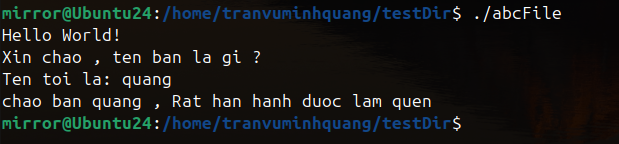 mirror@Ubuntu24:/home/tranvuminhquang/testDir$ ./abcFile
Hello World!
Xin chao , ten ban la gi ?
Ten toi la: quang
chao ban quang , Rat han hanh duoc lam quen
mirror@Ubuntu24:/home/tranvuminhquang/testDir$